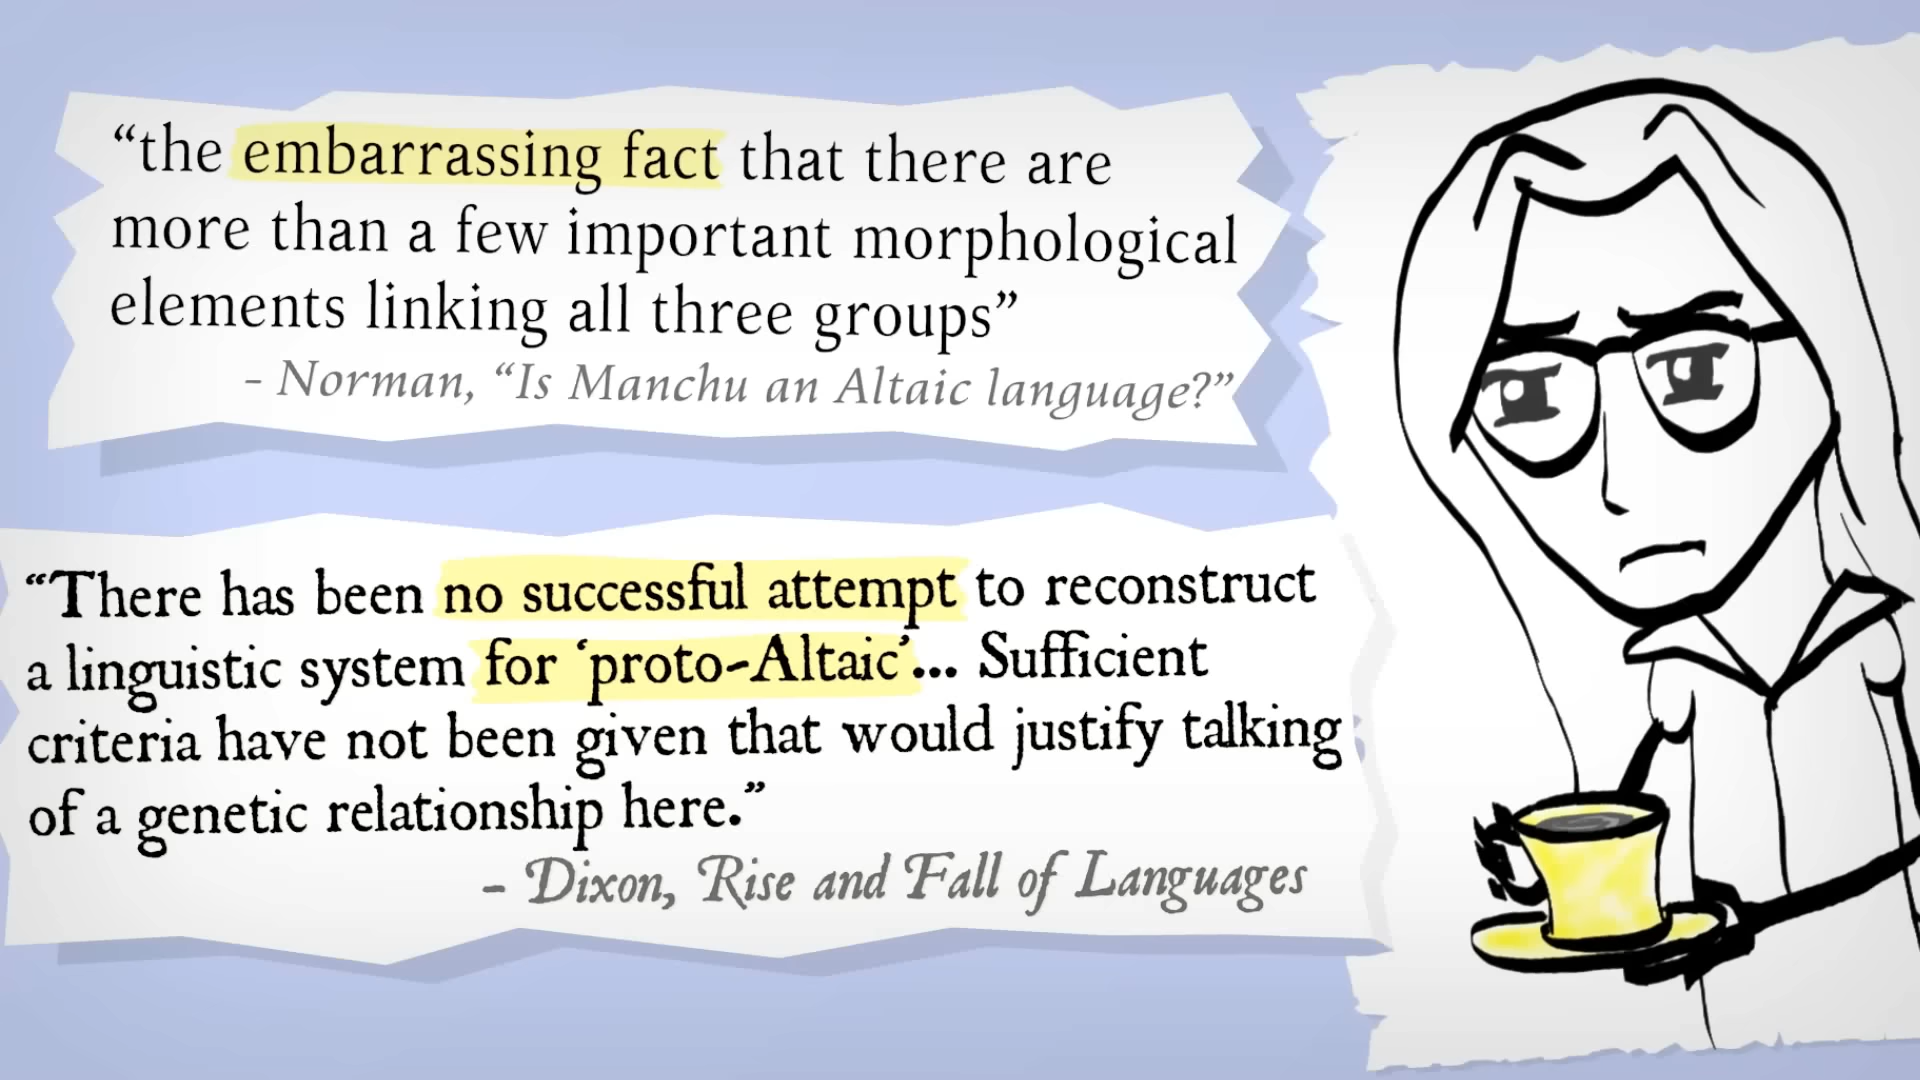 “the embarrassing fact that there are
more than a few important morphological
elements linking all three groups”
- Norman, “Is Manchu an Altaic language?”
“There has been no successful attempt to reconstruct
a linguistic system for ‘proto-Altaic’... Sufficient
criteria have not been given that would justify talking
of a genetic relationship here.”
- Dixon, Rise and Fall of Languages